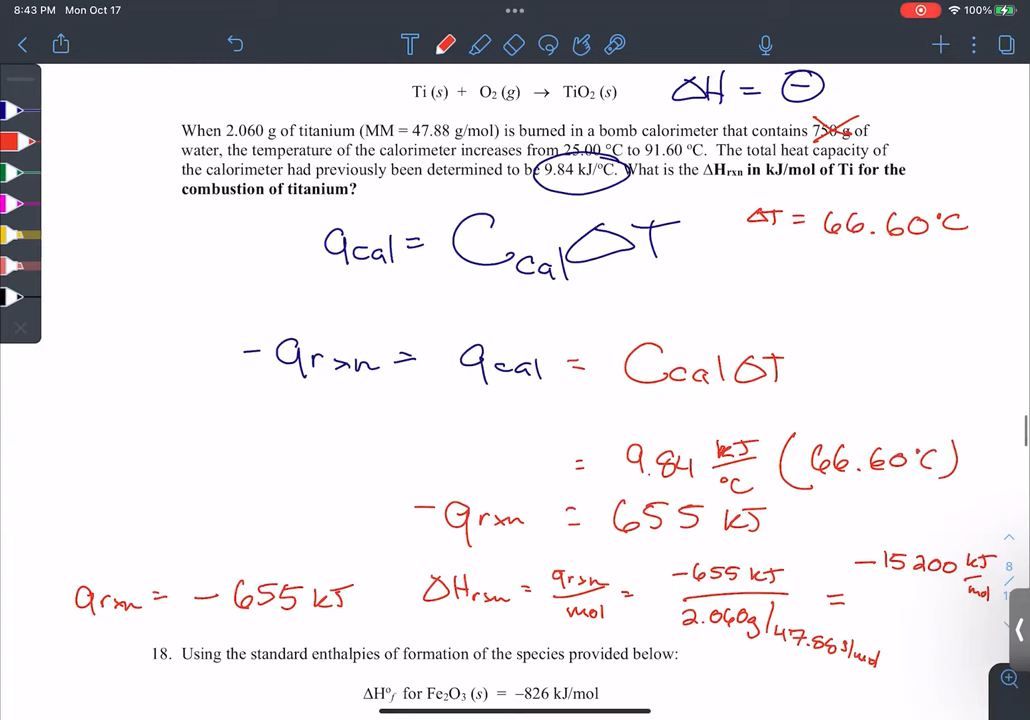 8:43 PM Mon Oct 17
100%
Ti (s) + O₂ (g) → TiO₂ (s)
ΔH = ⊖
When 2.060 g of titanium (MM = 47.88 g/mol) is burned in a bomb calorimeter that contains 750 g of
water, the temperature of the calorimeter increases from 25.00 °C to 91.60 °C. The total heat capacity of
the calorimeter had previously been determined to be 9.84 kJ/°C. What is the ΔHrxn in kJ/mol of Ti for the
combustion of titanium?
ΔT = 66.60°C
qcal = CcalΔT
-qrxn = qcal = CcalΔT
= 9.84 kJ/°C (66.60°C)
-qrxn = 655 kJ
qrxn = -655 kJ ΔHrxn = qrxn/mol = -655 kJ / 2.060g/47.88g/mol = -15200 kJ/mol
18. Using the standard enthalpies of formation of the species provided below:
ΔH°f for Fe₂O₃ (s) = –826 kJ/mol